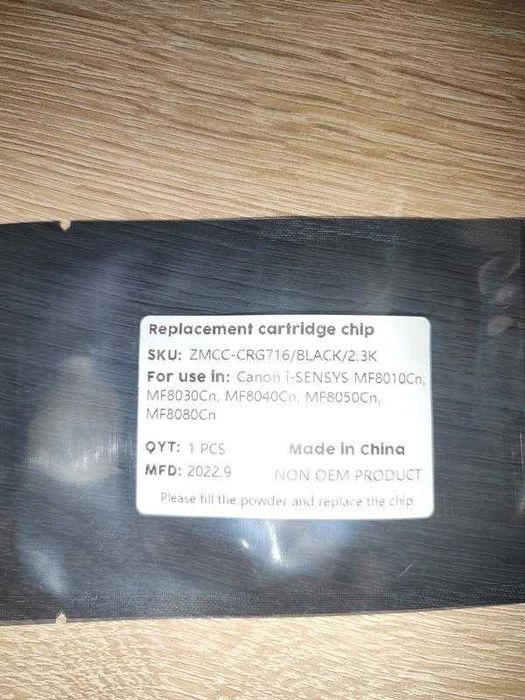 Replacement cartridge chip
SKU: ZMCC-CRG716/BLACK/2.3K
For use in: Canon i-SENSYS MF8010Cn,
MF8030Cn, MF8040Cn, MF8050Cn,
MF8080Cn
QYT: 1 PCS Made in China
MFD: 2022.9 NON OEM PRODUCT
Please fill the powder and replace the chip.